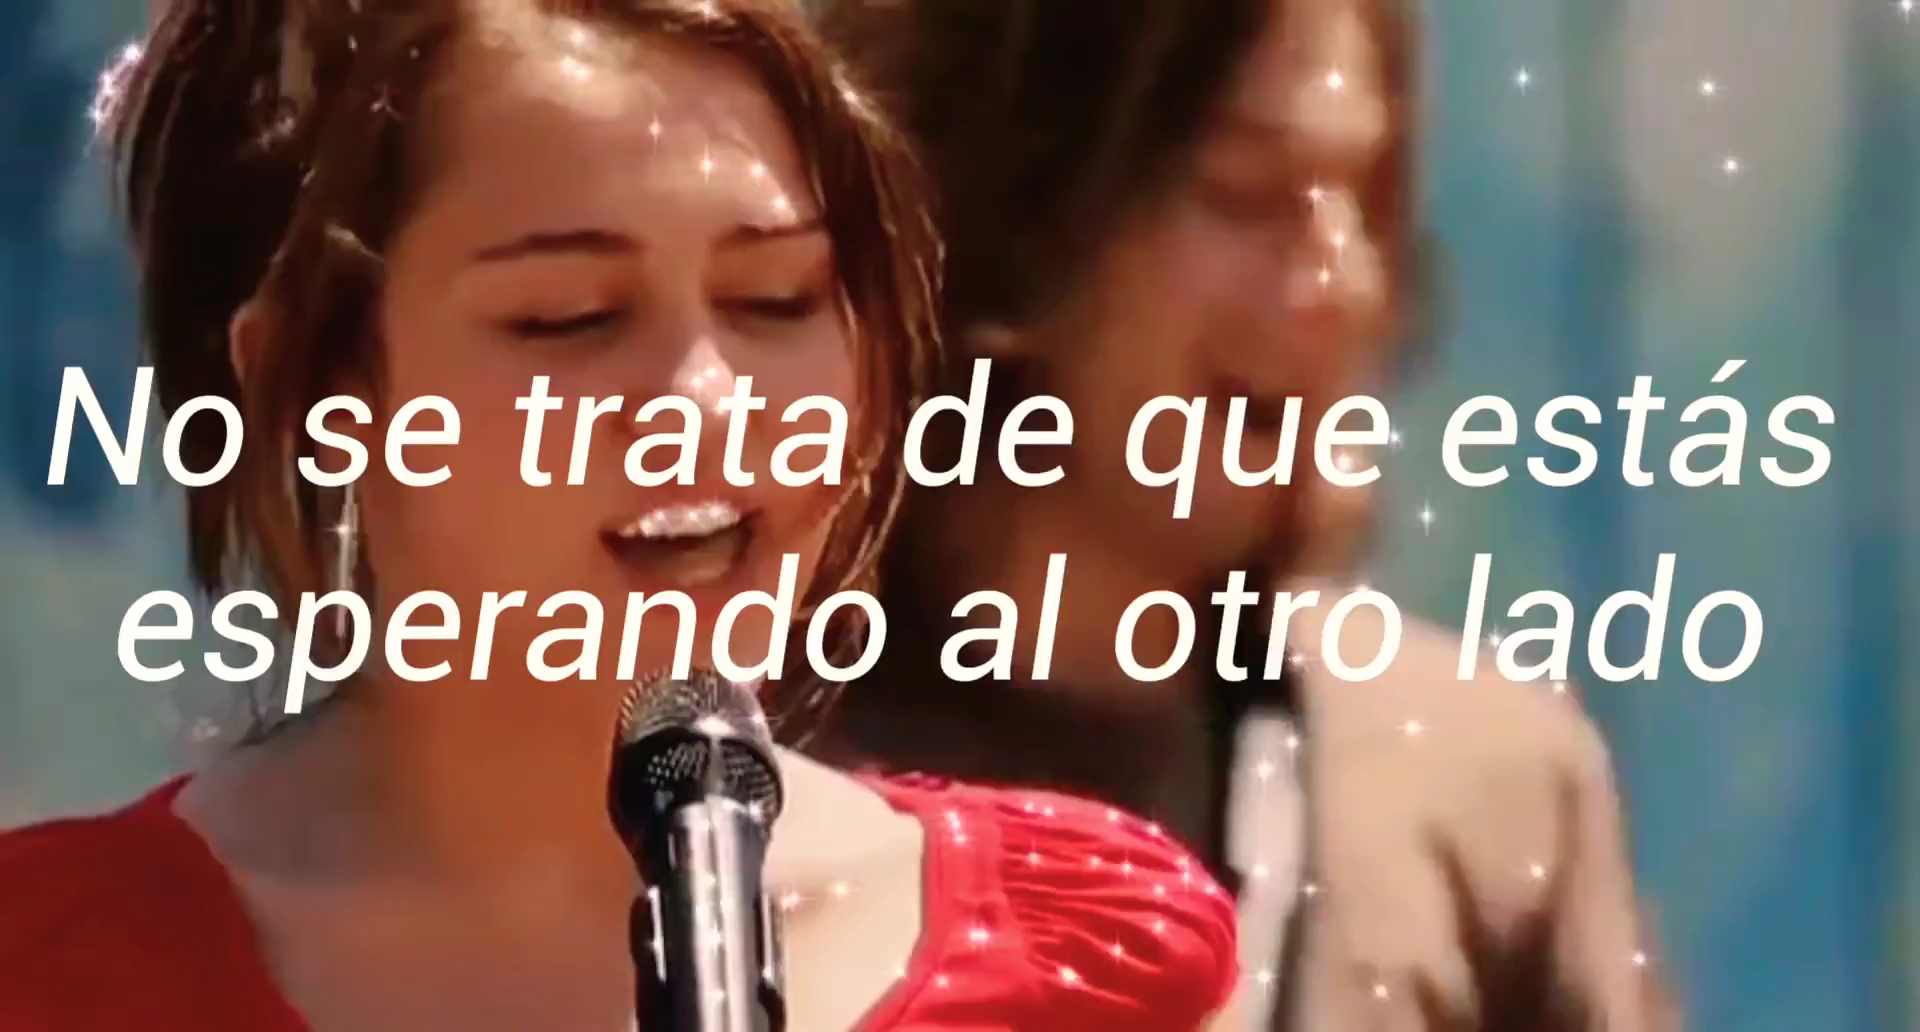 No se trata de que estás
esperando al otro lado